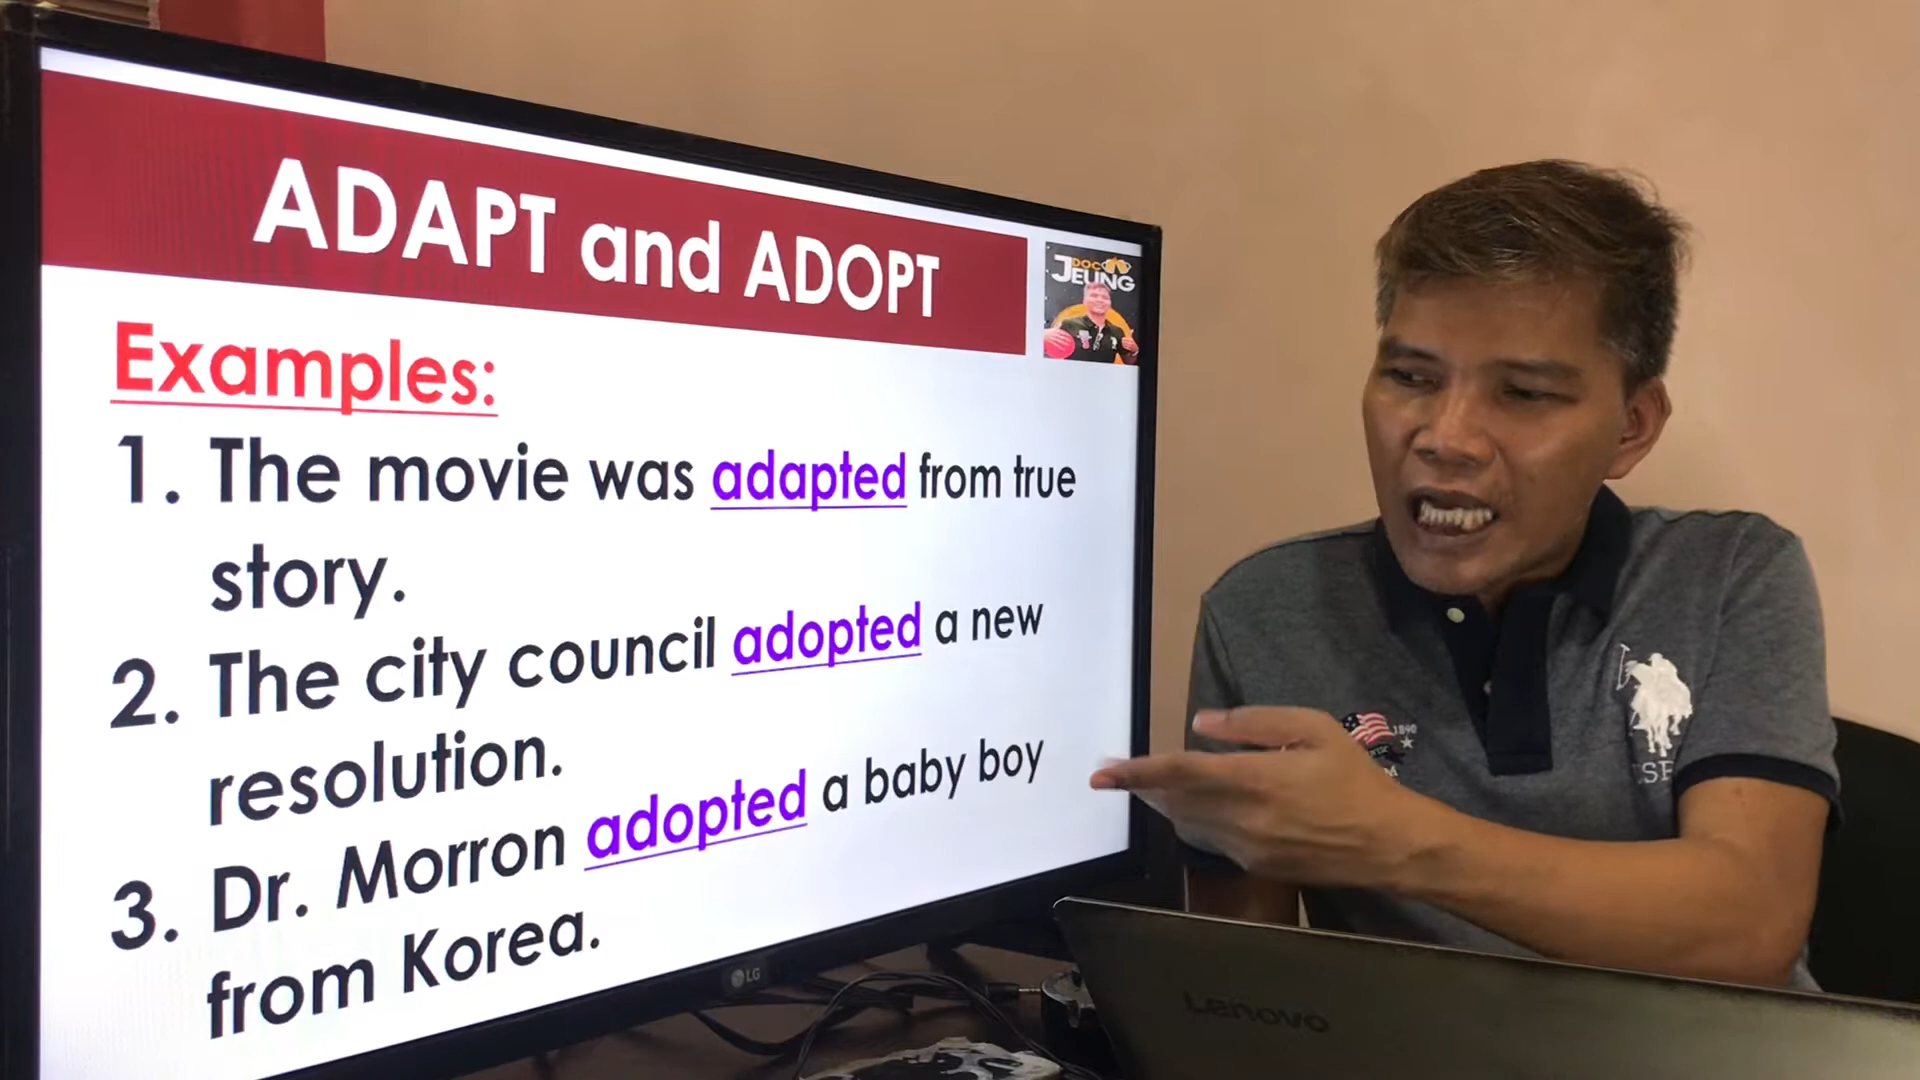 ADAPT and ADOPT
DOC
JEUNG
Examples:
1. The movie was adapted from true
story.
2. The city council adopted a new
resolution.
3. Dr. Morron adopted a baby boy
from Korea.
LG
1890
Lenovo